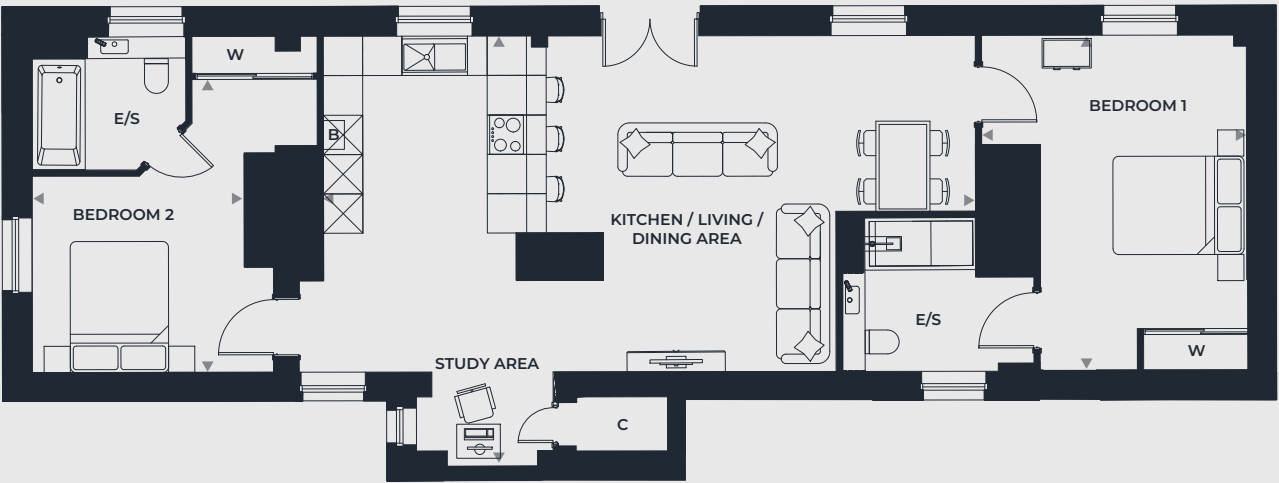 W
E/S
B
BEDROOM 1
BEDROOM 2
KITCHEN / LIVING /
DINING AREA
E/S
W
STUDY AREA
C